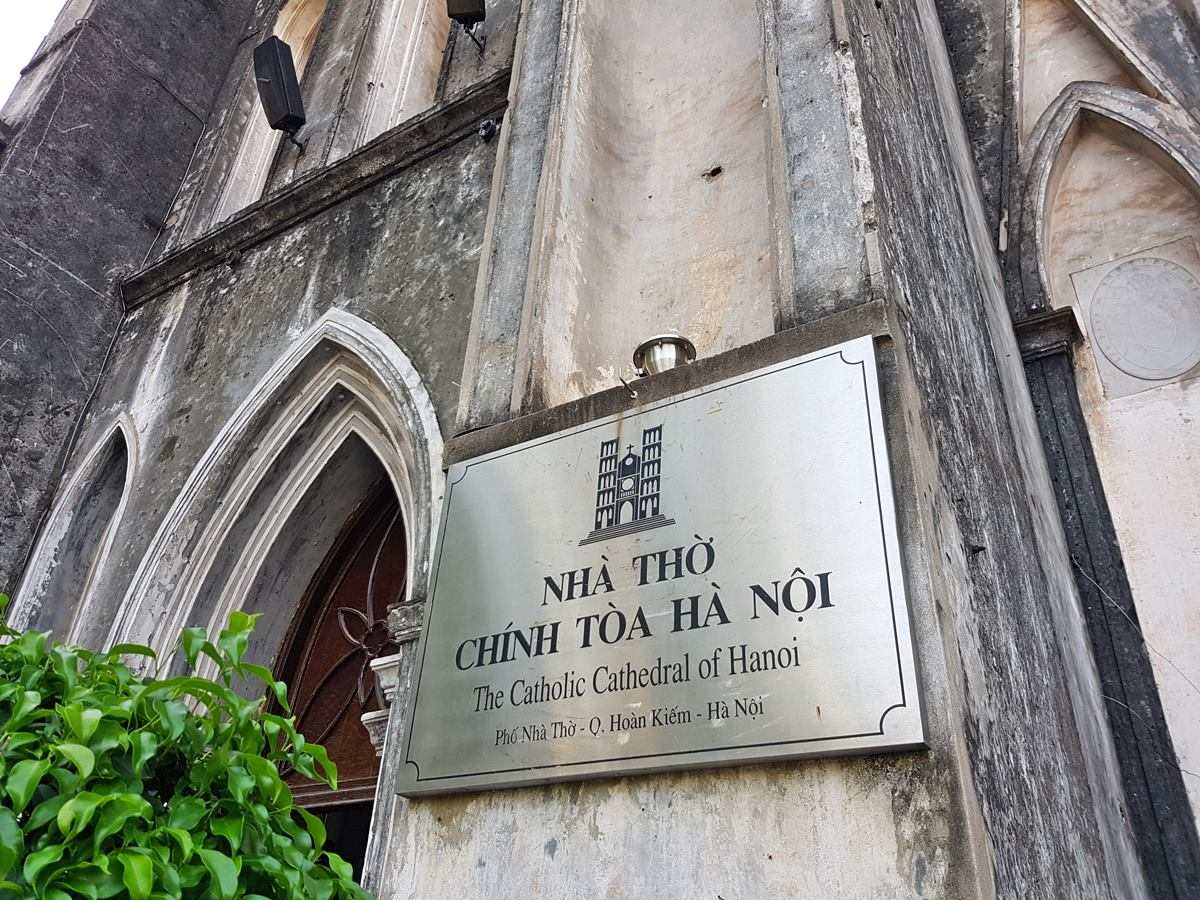 NHÀ THỜ
CHÍNH TÒA HÀ NỘI
The Catholic Cathedral of Hanoi
Phố Nhà Thờ - Q. Hoàn Kiếm - Hà Nội